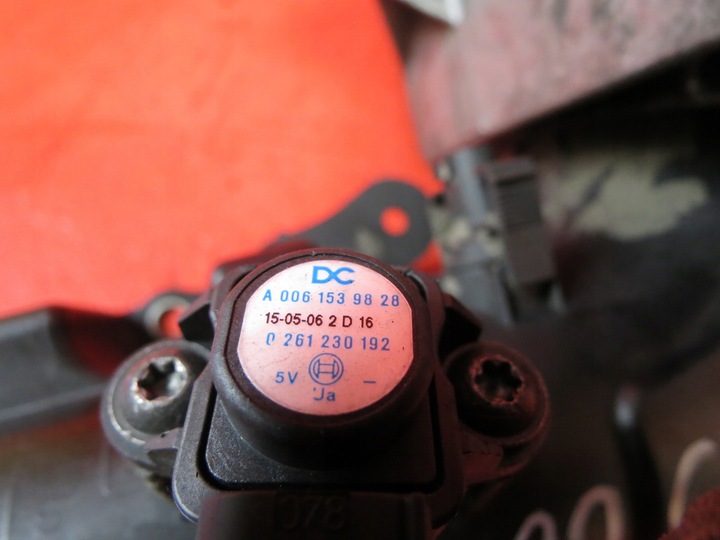 DC
A 006 153 98 28
15-05-06 2 D 16
0 261 230 192
5V –
Ja
078